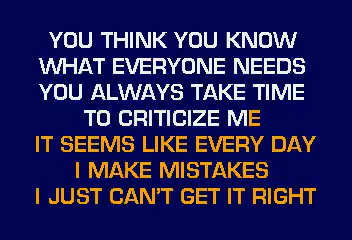 YOU THINK YOU KNOW
WHAT EVERYONE NEEDS
YOU ALWAYS TAKE TIME
TO CRITICIZE ME
IT SEEMS LIKE EVERY DAY
I MAKE MISTAKES
I JUST CAN'T GET IT RIGHT